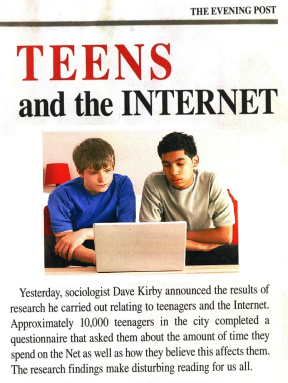 THE EVENING POST
TEENS
and the INTERNET
Yesterday, sociologist Dave Kirby announced the results of
research he carried out relating to teenagers and the Internet.
Approximately 10,000 teenagers in the city completed a
questionnaire that asked them about the amount of time they
spend on the Net as well as how they believe this affects them.
The research findings make disturbing reading for us all.